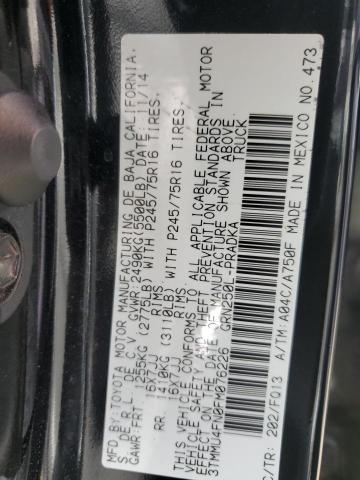 MFD.BY:TOYOTA MOTOR MANUFACTURING DE BAJA CALIFORNIA,
S. DE R.L. DE C.V. GVWR:2490KG(5500LB) DATE: 11/14
GAWR:FRT. 1255KG (2775LB) WITH P245/75R16 TIRES,
16X7JJ RIMS
RR. 1410KG (3110LB) WITH P245/75R16 TIRES,
16X7JJ RIMS
THIS VEHICLE CONFORMS TO ALL APPLICABLE FEDERAL MOTOR
VEHICLE SAFETY AND THEFT PREVENTION STANDARDS IN
EFFECT ON THE DATE OF MANUFACTURE SHOWN ABOVE.
3TMMU4FN0FM076226 TRUCK
GRN250L-PRADKA
C/TR: 202/FQ13 A/TM:A04C/A750F MADE IN MEXICO NO.473